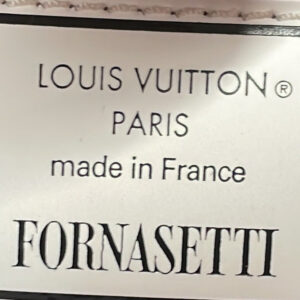 LOUIS VUITTON®
PARIS
made in France
FORNASETTI